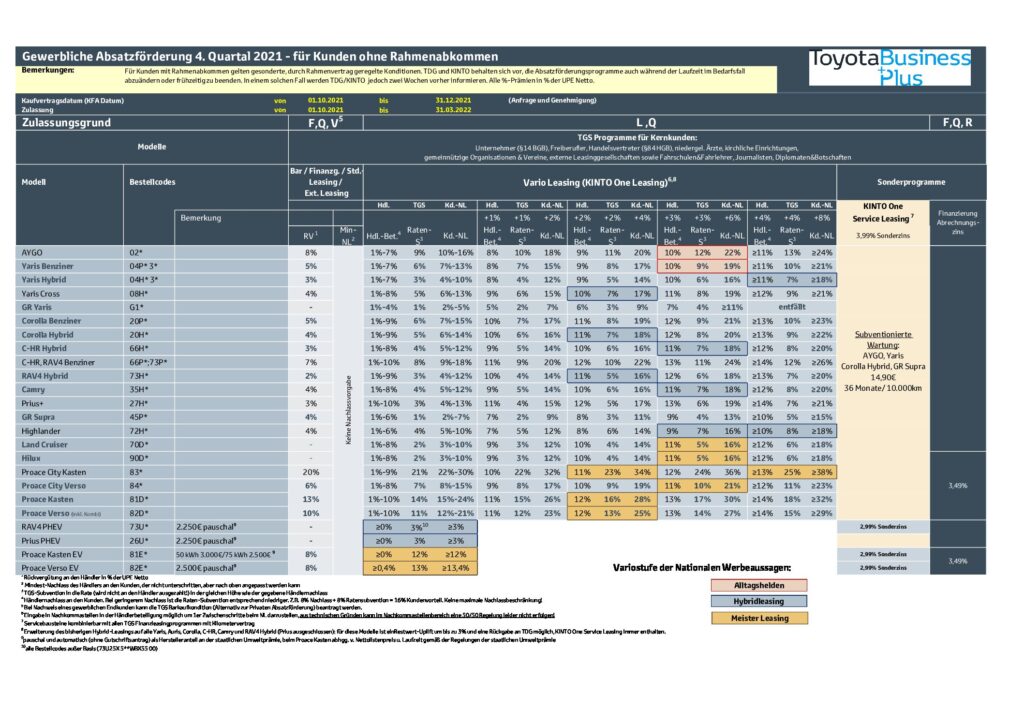 Gewerbliche Absatzförderung 4. Quartal 2021 - für Kunden ohne Rahmenabkommen
ToyotaBusiness
Plus
Bemerkungen: Für Kunden mit Rahmenabkommen gelten gesonderte, durch Rahmenvertrag geregelte Konditionen. TDG und KINTO behalten sich vor, die Absatzförderungsprogramme auch während der Laufzeit im Bedarfsfall
abzuändern oder frühzeitig zu beenden. In einem solchen Fall werden TDG/KINTO jedoch zwei Wochen vorher informieren. Alle %-Prämien in % der UPE Netto.
Kaufvertragsdatum (KFA Datum) von 01.10.2021 bis 31.12.2021 (Anfrage und Genehmigung)
Zulassung von 01.10.2021 bis 31.03.2022
Zulassungsgrund F,Q, V5 L ,Q F,Q, R
Modelle
TGS Programme für Kernkunden:
Unternehmer (§14 BGB), Freiberufler, Handelsvertreter (§84 HGB), niedergel. Ärzte, kirchliche Einrichtungen,
gemeinnützige Organisationen & Vereine, externe Leasinggesellschaften sowie Fahrschulen&Fahrlehrer, Journalisten, Diplomaten&Botschaften
Modell Bestellcodes
Bar / Finanzg. / Std.
Leasing /
Ext. Leasing
Vario Leasing (KINTO One Leasing)6,8 Sonderprogramme
Hdl. TGS Kd.-NL Hdl. TGS Kd.-NL Hdl. TGS Kd.-NL Hdl. TGS Kd.-NL Hdl. TGS Kd.-NL
KINTO One
Service Leasing 7
3,99% Sonderzins
Finanzierung
Abrechnungs-
zins
Bemerkung
+1% +1% +2% +2% +2% +4% +3% +3% +6% +4% +4% +8%
RV 1 Min-NL2 Hdl.-Bet.4 Raten-S3 Kd.-NL Hdl.-Bet.4 Raten-S3 Kd.-NL Hdl.-Bet.4 Raten-S3 Kd.-NL Hdl.-Bet.4 Raten-S3 Kd.-NL Hdl.-Bet.4 Raten-S3 Kd.-NL
Keine Nachlassvorgabe
AYGO 02* 8% 1%-7% 9% 10%-16% 8% 10% 18% 9% 11% 20% 10% 12% 22% ≥11% 13% ≥24%
Yaris Benziner 04P* 3* 5% 1%-7% 6% 7%-13% 8% 7% 15% 9% 8% 17% 10% 9% 19% ≥11% 10% ≥21%
Yaris Hybrid 04H* 3* 3% 1%-7% 3% 4%-10% 8% 4% 12% 9% 5% 14% 10% 6% 16% ≥11% 7% ≥18%
Yaris Cross 08H* 4% 1%-8% 5% 6%-13% 9% 6% 15% 10% 7% 17% 11% 8% 19% ≥12% 9% ≥21%
GR Yaris G1* - 1%-4% 1% 2%-5% 5% 2% 7% 6% 3% 9% 7% 4% ≥11% entfällt
Corolla Benziner 20P* 5% 1%-9% 6% 7%-15% 10% 7% 17% 11% 8% 19% 12% 9% 21% ≥13% 10% ≥23%
Corolla Hybrid 20H* 4% 1%-9% 5% 6%-14% 10% 6% 16% 11% 7% 18% 12% 8% 20% ≥13% 9% ≥22%
C-HR Hybrid 66H* 3% 1%-8% 4% 5%-12% 9% 5% 14% 10% 6% 16% 11% 7% 18% ≥12% 8% ≥20%
C-HR, RAV4 Benziner 66P*;73P* 7% 1%-10% 8% 9%-18% 11% 9% 20% 12% 10% 22% 13% 11% 24% ≥14% 12% ≥26%
RAV4 Hybrid 73H* 2% 1%-9% 3% 4%-12% 10% 4% 14% 11% 5% 16% 12% 6% 18% ≥13% 7% ≥20%
Camry 35H* 4% 1%-8% 4% 5%-12% 9% 5% 14% 10% 6% 16% 11% 7% 18% ≥12% 8% ≥20%
Prius+ 27H* 3% 1%-10% 3% 4%-13% 11% 4% 15% 12% 5% 17% 13% 6% 19% ≥14% 7% ≥21%
GR Supra 45P* 4% 1%-6% 1% 2%-7% 7% 2% 9% 8% 3% 11% 9% 4% 13% ≥10% 5% ≥15%
Highlander 72H* 4% 1%-6% 4% 5%-10% 7% 5% 12% 8% 6% 14% 9% 7% 16% ≥10% 8% ≥18%
Land Cruiser 70D* - 1%-8% 2% 3%-10% 9% 3% 12% 10% 4% 14% 11% 5% 16% ≥12% 6% ≥18%
Hilux 90D* - 1%-8% 2% 3%-10% 9% 3% 12% 10% 4% 14% 11% 5% 16% ≥12% 6% ≥18%
Proace City Kasten 83* 20% 1%-9% 21% 22%-30% 10% 22% 32% 11% 23% 34% 12% 24% 36% ≥13% 25% ≥38%
Proace City Verso 84* 6% 1%-9% 7% 8%-15% 9% 8% 17% 10% 9% 19% 11% 10% 21% ≥12% 11% ≥23%
Proace Kasten 81D* 13% 1%-10% 14% 15%-24% 11% 15% 26% 12% 16% 28% 13% 17% 30% ≥14% 18% ≥32%
Proace Verso (inkl. Kombi) 82D* 10% 1%-10% 11% 12%-21% 11% 12% 23% 12% 13% 25% 13% 14% 27% ≥14% 15% ≥29%
Subventionierte
Wartung:
AYGO, Yaris
Corolla Hybrid, GR Supra
14,90€
36 Monate/ 10.000km
3,49%
RAV4 PHEV 73U* 2.250€ pauschal9 - ≥0% 3%10 ≥3% 2,99% Sonderzins
Prius PHEV 26U* 2.250€ pauschal9 - ≥0% 3% ≥3%
Proace Kasten EV 81E* 50 kWh 3.000€/75 kWh 2.500€ 9 8% ≥0% 12% ≥12% 2,99% Sonderzins
Proace Verso EV 82E* 2.500€ pauschal9 8% ≥0,4% 13% ≥13,4% 2,99% Sonderzins
3,49%
1 Rückvergütung an den Händler in % der UPE Netto
2 Mindest-Nachlass des Händlers an den Kunden, der nicht unterschritten, aber nach oben angepasst werden kann
3 TGS-Subvention in die Rate (wird nicht an den Händler ausgezahlt) in der gleichen Höhe wie der gegebene Händlernachlass
4 Händlernachlass an den Kunden. Bei geringerem Nachlass ist die Raten-Subvention entsprechend niedriger. Z.B. 8% Nachlass + 8% Ratensubvention = 16% Kundenvorteil. Keine maximale Nachlassbeschränkung!
5 Bei Nachweis eines gewerblichen Endkunden kann die TGS Barkaufkondition (Alternativ zur Privaten Absatzförderung) beantragt werden.
6 Eingabe in Nachkommastellen in der Händlerbeteiligung möglich um 1er Zwischenschritte beim NL darzustellen, aus technischen Gründen kann im Nachkommastellenbereich eine 50/50 Regelung leider nicht erfolgen!
7 Servicebausteine kombinierbar mit allen TGS Finanzleasingprogrammen mit Kilometervertrag
8 Erweiterung des bisherigen Hybrid-Leasings auf alle Yaris, Auris, Corolla, C-HR, Camry und RAV4 Hybrid (Prius ausgeschlossen): für diese Modelle ist ein Restwert-Uplift um bis zu 3% und eine Rückgabe an TDG möglich, KINTO One Service Leasing immer enthalten.
9 pauschal und automatisch (ohne Gutschriftsantrag) als Herstelleranteil an der staatlichen Umweltprämie, beim Proace Kasten abhgg. v. Nettolistenpreis u. Laufzeit gemäß der Regelungen der staatlichen Umweltprämie
10 alle Bestellcodes außer Basis
Variostufe der Nationalen Werbeaussagen:
Alltagshelden
Hybridleasing
Meister Leasing